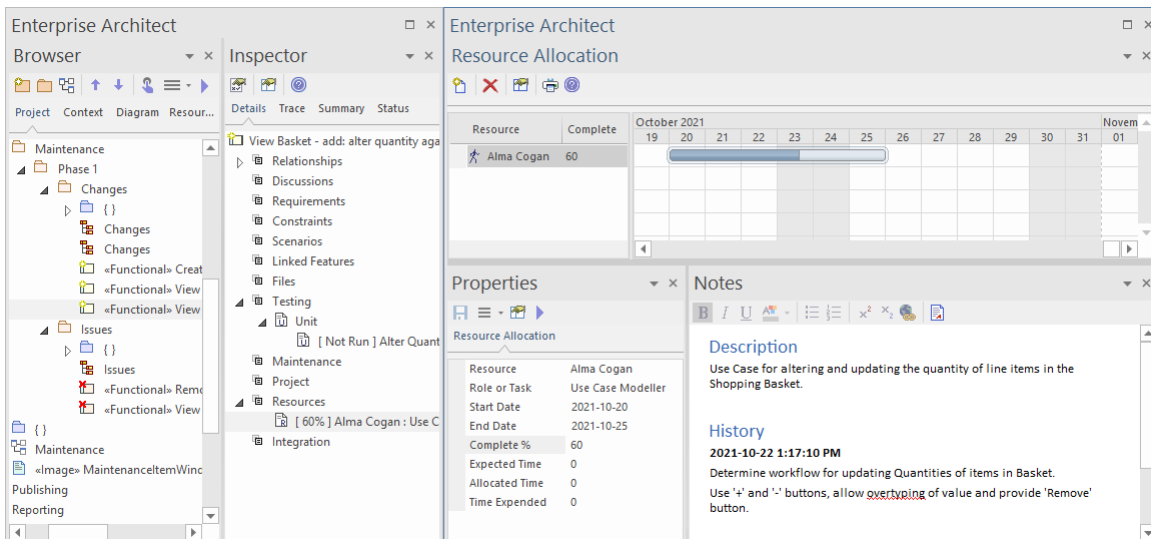 Enterprise Architect
Browser
Project Context Diagram Resour...
Maintenance
Phase 1
Changes
{ }
Changes
Changes
«Functional» Creat
«Functional» View
«Functional» View
Issues
{ }
Issues
«Functional» Remo
«Functional» View
{ }
Maintenance
«Image» MaintenanceItemWinc
Publishing
Reporting
Inspector
Details Trace Summary Status
View Basket - add: alter quantity aga
Relationships
Discussions
Requirements
Constraints
Scenarios
Linked Features
Files
Testing
Unit
[ Not Run ] Alter Quant
Maintenance
Project
Resources
[ 60% ] Alma Cogan : Use C
Integration
Enterprise Architect
Resource Allocation
Resource Complete October 2021 Novem
19 20 21 22 23 24 25 26 27 28 29 30 31 01
Alma Cogan 60
Properties
Resource Allocation
Resource Alma Cogan
Role or Task Use Case Modeller
Start Date 2021-10-20
End Date 2021-10-25
Complete % 60
Expected Time 0
Allocated Time 0
Time Expended 0
Notes
B I U A x² x₂
Description
Use Case for altering and updating the quantity of line items in the
Shopping Basket.
History
2021-10-22 1:17:10 PM
Determine workflow for updating Quantities of items in Basket.
Use '+' and '-' buttons, allow overtyping of value and provide 'Remove'
button.